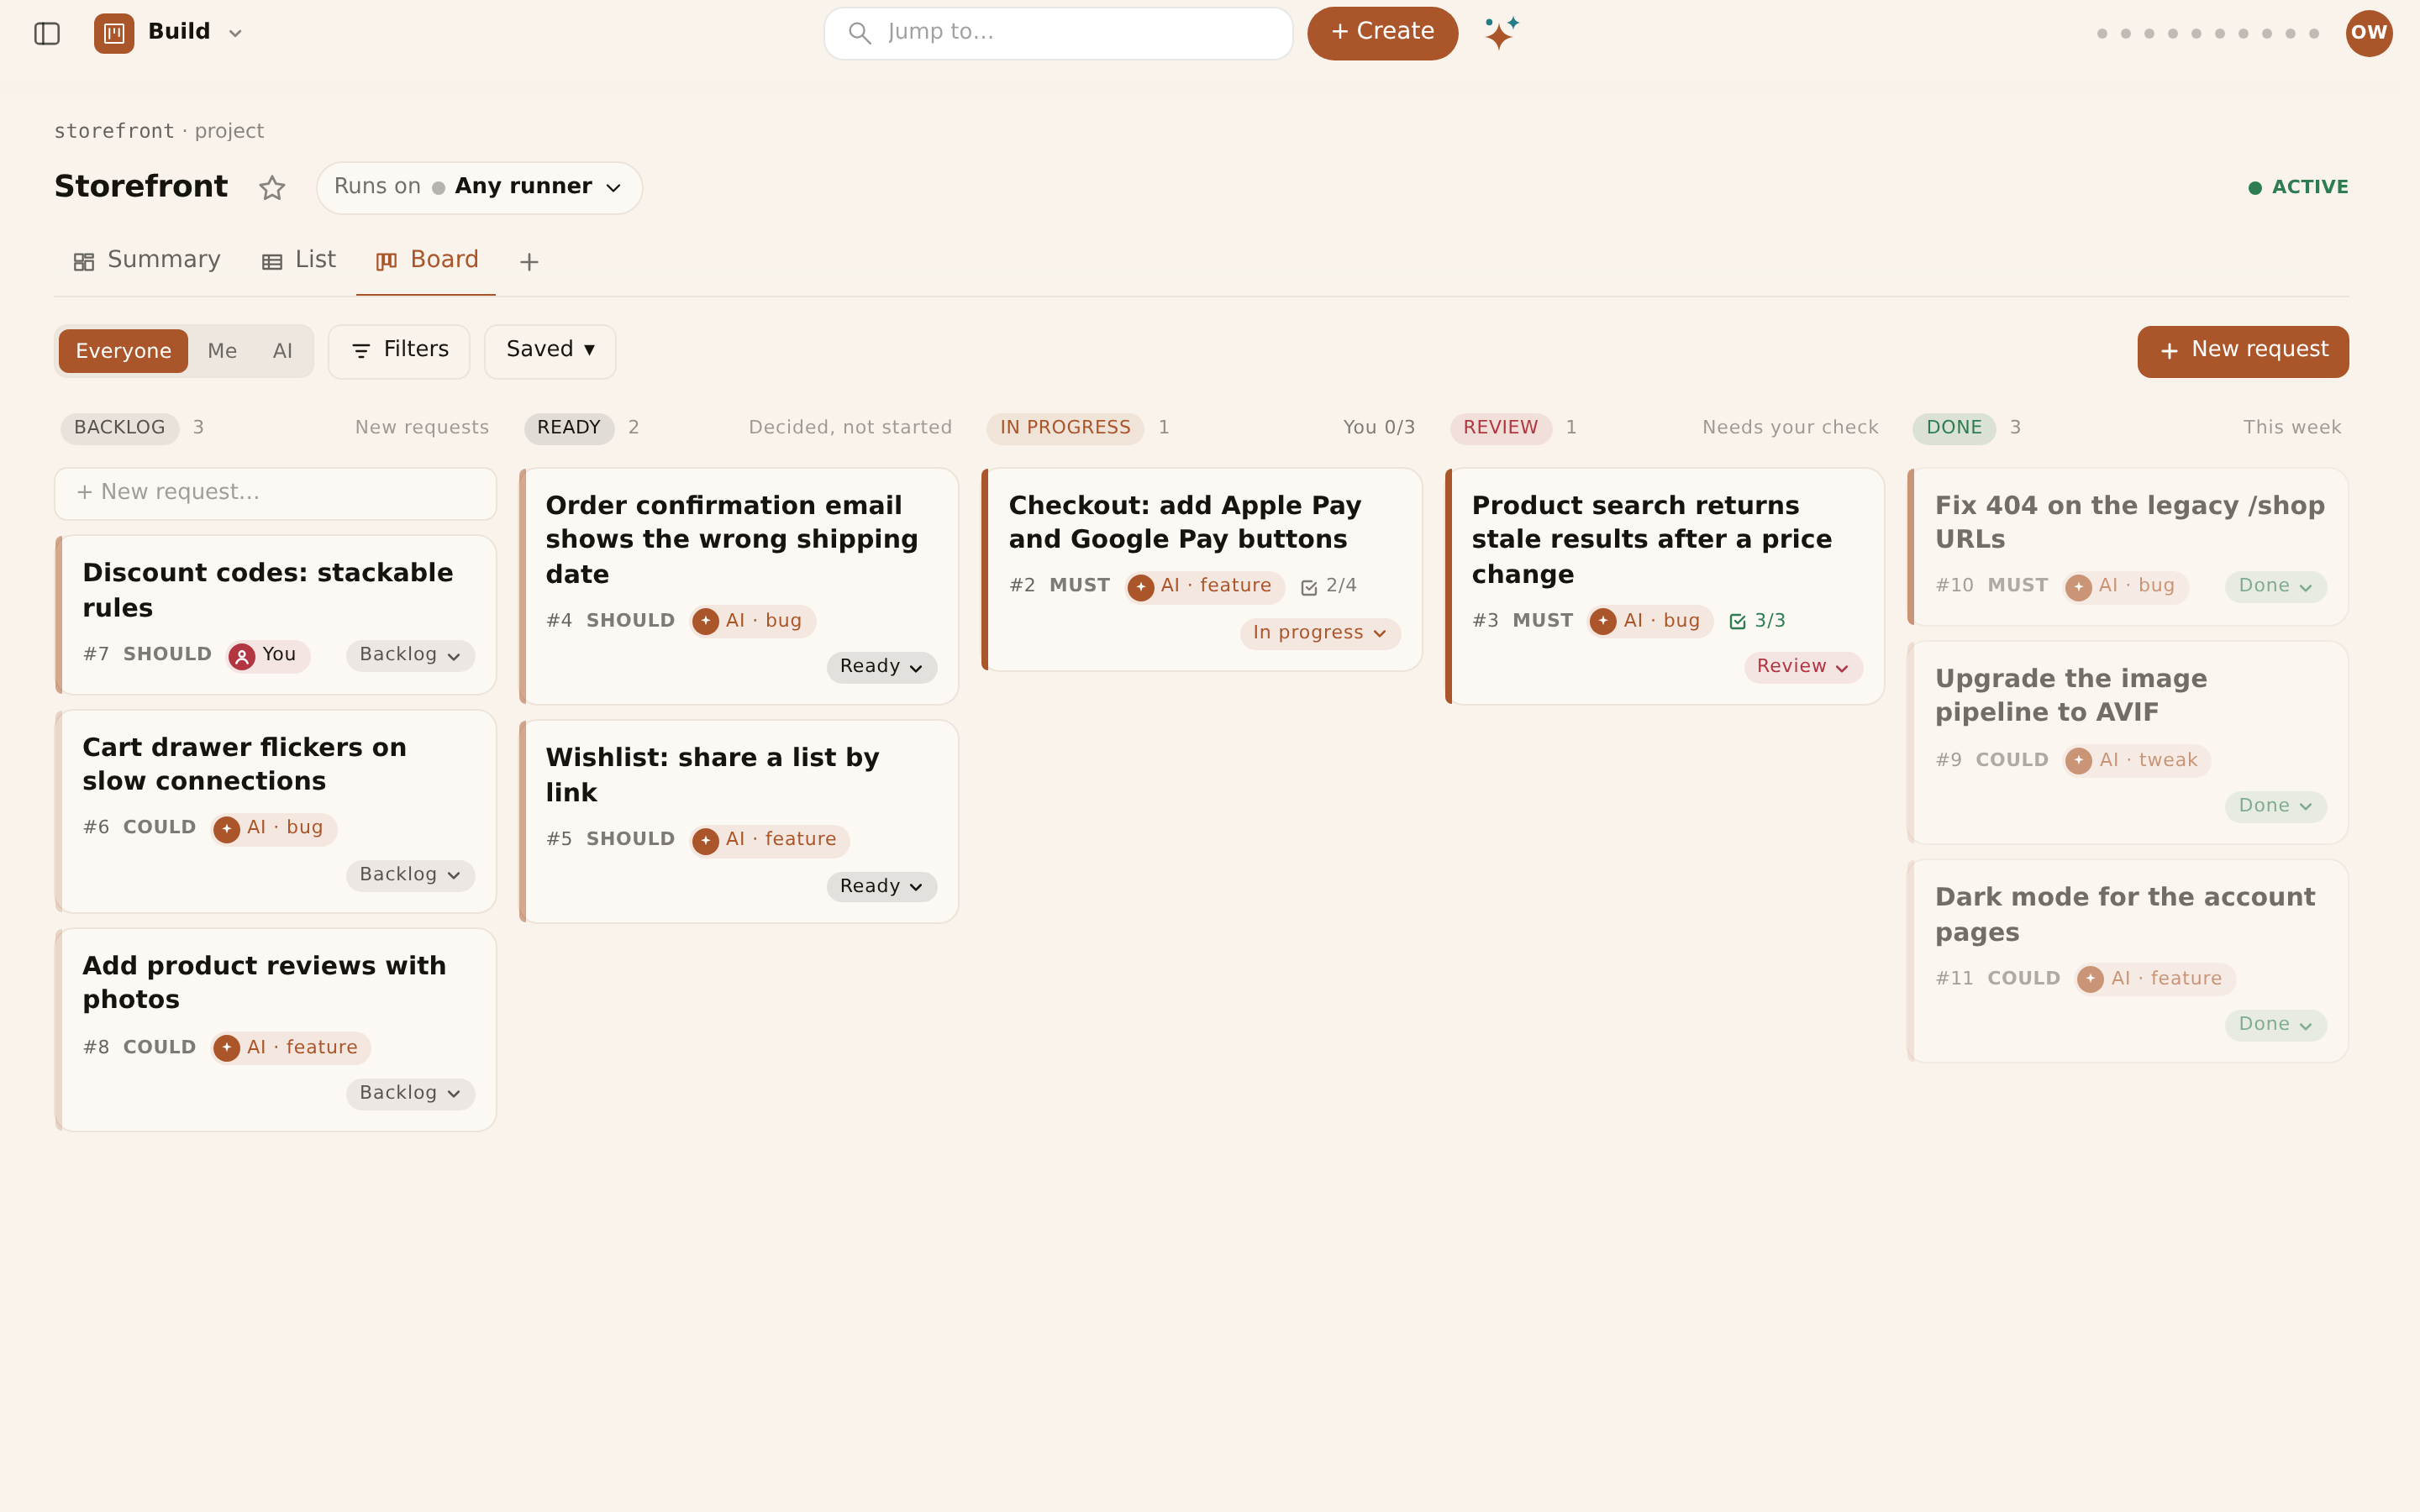 Build
Jump to...
+ Create
OW
storefront · project
Storefront
Runs on Any runner
ACTIVE
Summary
List
Board
Everyone
Me
AI
Filters
Saved ▾
+ New request
BACKLOG 3 New requests
+ New request...
Discount codes: stackable
rules
#7 SHOULD You Backlog
Cart drawer flickers on
slow connections
#6 COULD AI · bug
Backlog
Add product reviews with
photos
#8 COULD AI · feature
Backlog
READY 2 Decided, not started
Order confirmation email
shows the wrong shipping
date
#4 SHOULD AI · bug
Ready
Wishlist: share a list by
link
#5 SHOULD AI · feature
Ready
IN PROGRESS 1 You 0/3
Checkout: add Apple Pay
and Google Pay buttons
#2 MUST AI · feature 2/4
In progress
REVIEW 1 Needs your check
Product search returns
stale results after a price
change
#3 MUST AI · bug 3/3
Review
DONE 3 This week
Fix 404 on the legacy /shop
URLs
#10 MUST AI · bug Done
Upgrade the image
pipeline to AVIF
#9 COULD AI · tweak
Done
Dark mode for the account
pages
#11 COULD AI · feature
Done